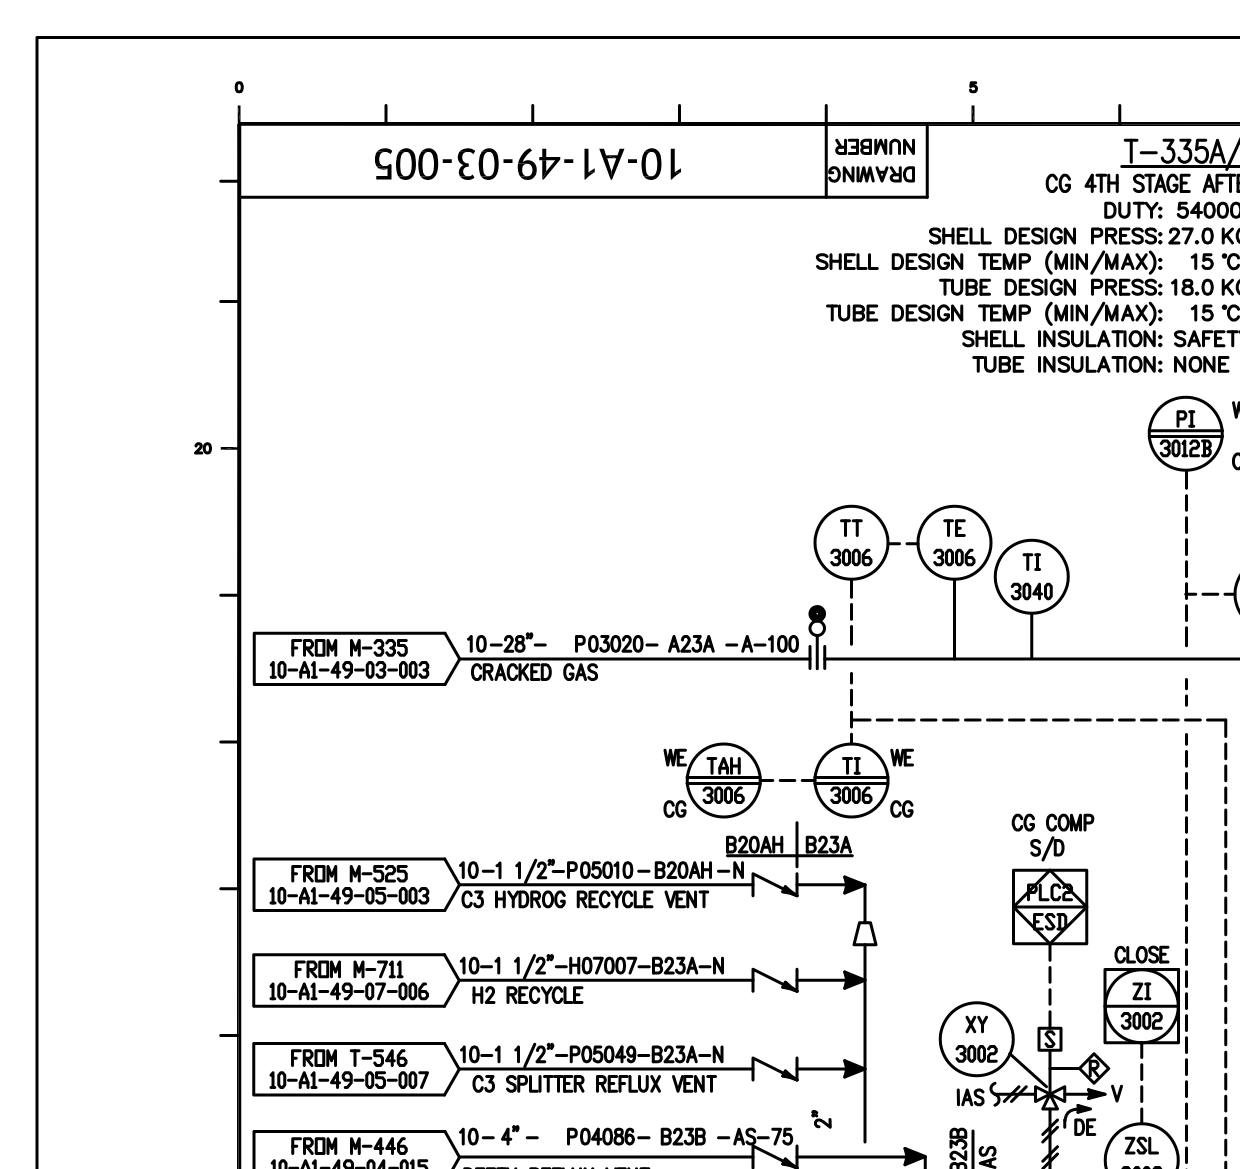 0
5
10-A1-49-03-005
DRAWING
NUMBER
T-335A/
CG 4TH STAGE AFTE
DUTY: 54000
SHELL DESIGN PRESS: 27.0 KG
SHELL DESIGN TEMP (MIN/MAX): 15 °C
TUBE DESIGN PRESS: 18.0 KG
TUBE DESIGN TEMP (MIN/MAX): 15 °C
SHELL INSULATION: SAFET
TUBE INSULATION: NONE
20
PI
3012B
TT
3006
TE
3006
TI
3040
FROM M-335
10-A1-49-03-003
10-28"- P03020- A23A -A-100
CRACKED GAS
WE
TAH
3006
CG
TI
3006
WE
CG
B20AH
B23A
FROM M-525
10-A1-49-05-003
10-1 1/2"-P05010-B20AH-N
C3 HYDROG RECYCLE VENT
CG COMP
S/D
PLC2
ESD
FROM M-711
10-A1-49-07-006
10-1 1/2"-H07007-B23A-N
H2 RECYCLE
CLOSE
ZI
3002
XY
3002
S
R
IAS
V
DE
FROM T-546
10-A1-49-05-007
10-1 1/2"-P05049-B23A-N
C3 SPLITTER REFLUX VENT
2"
FROM M-446
10-A1-49-04-015
10- 4" - P04086- B23B -AS-75
B23B
AS
ZSL